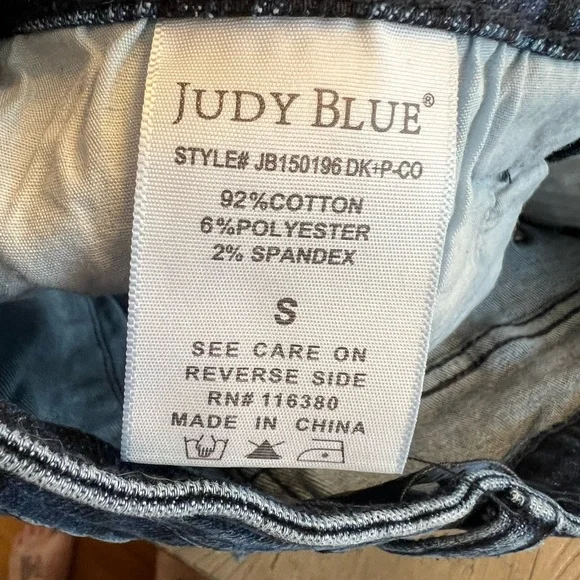 JUDY BLUE®
STYLE# JB150196 DK+P-CO
92%COTTON
6%POLYESTER
2% SPANDEX
S
SEE CARE ON
REVERSE SIDE
RN# 116380
MADE IN CHINA